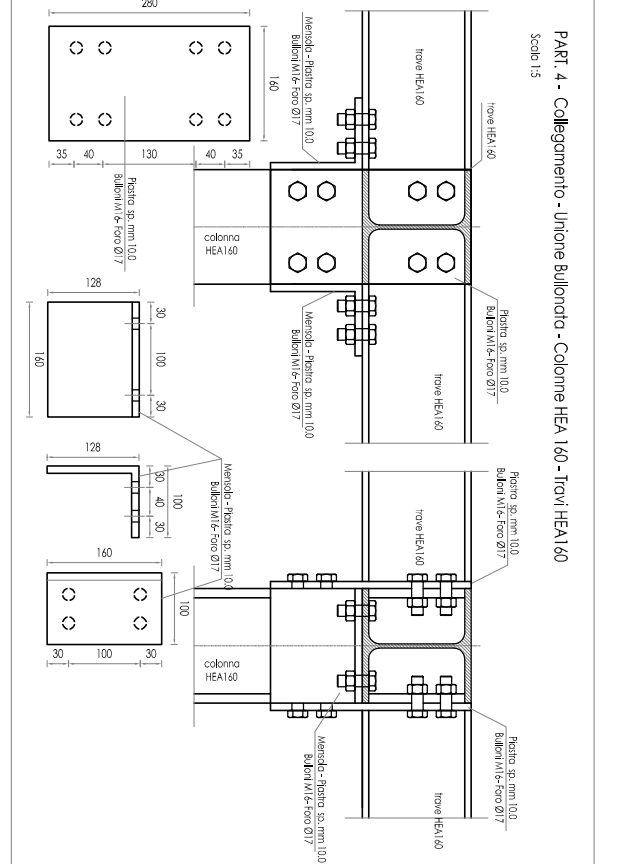 PART. 4 - Collegamento - Unione Bullonata - Colonne HEA 160 - Travi HEA160
Scala 1:5
280
160
35
40
130
40
35
Piastra sp. mm 10.0
Bulloni M16- Foro Ø17
Mensola - Piastra sp. mm 10.0
Bulloni M16- Foro Ø17
trave HEA160
trave HEA160
colonna
HEA160
Piastra sp. mm 10.0
Bulloni M16- Foro Ø17
Mensola - Piastra sp. mm 10.0
Bulloni M16- Foro Ø17
trave HEA160
128
30
100
30
160
128
30
40
30
100
Mensola - Piastra sp. mm 10.0
Bulloni M16- Foro Ø17
160
100
30
100
30
Piastra sp. mm 10.0
Bulloni M16- Foro Ø17
trave HEA160
colonna
HEA160
Piastra sp. mm 10.0
Bulloni M16- Foro Ø17
Mensola - Piastra sp. mm 10.0
Bulloni M16- Foro Ø17
trave HEA160